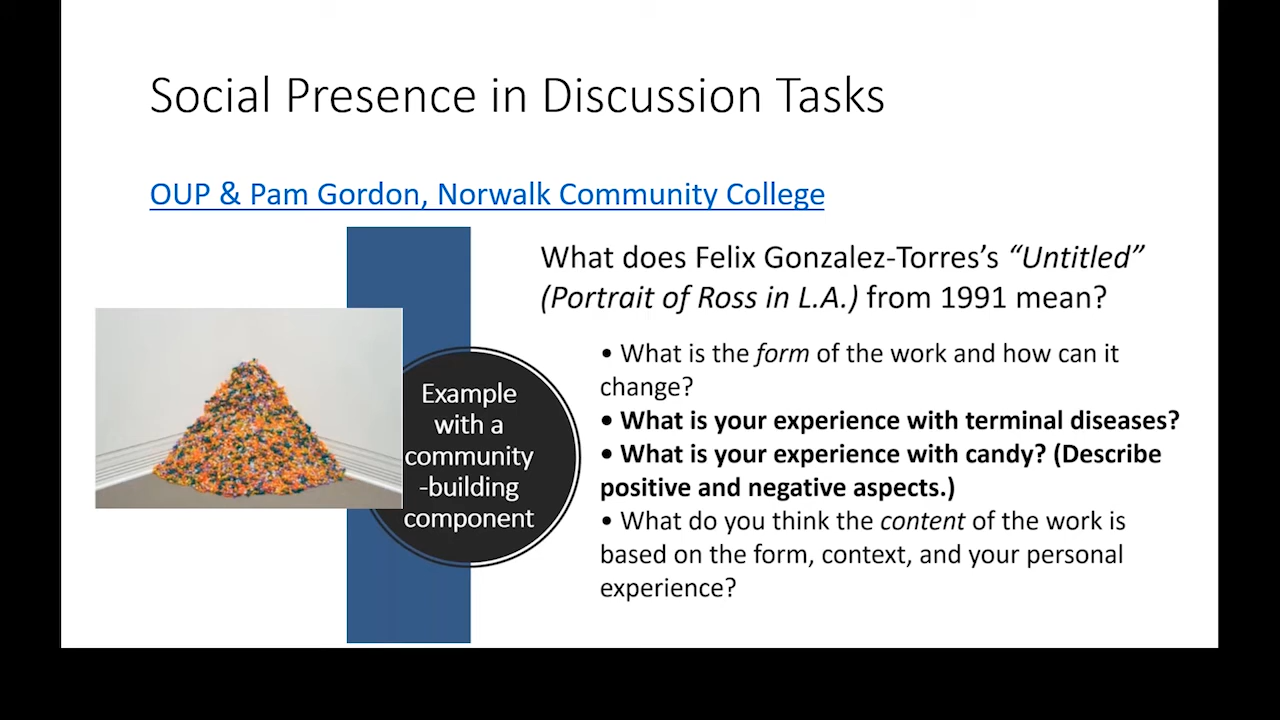 Social Presence in Discussion Tasks
OUP & Pam Gordon, Norwalk Community College
Example
with a
community
-building
component
What does Felix Gonzalez-Torres’s “Untitled”
(Portrait of Ross in L.A.) from 1991 mean?
• What is the form of the work and how can it
change?
• What is your experience with terminal diseases?
• What is your experience with candy? (Describe
positive and negative aspects.)
• What do you think the content of the work is
based on the form, context, and your personal
experience?